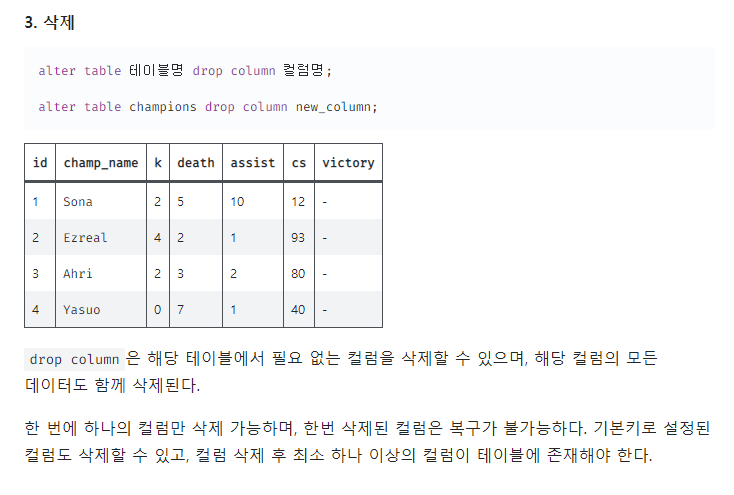 3. 삭제
alter table 테이블명 drop column 컬럼명;
alter table champions drop column new_column;
id champ_name k death assist cs victory
1 Sona 2 5 10 12 -
2 Ezreal 4 2 1 93 -
3 Ahri 2 3 2 80 -
4 Yasuo 0 7 1 40 -
drop column 은 해당 테이블에서 필요 없는 컬럼을 삭제할 수 있으며, 해당 컬럼의 모든
데이터도 함께 삭제된다.
한 번에 하나의 컬럼만 삭제 가능하며, 한번 삭제된 컬럼은 복구가 불가능하다. 기본키로 설정된
컬럼도 삭제할 수 있고, 컬럼 삭제 후 최소 하나 이상의 컬럼이 테이블에 존재해야 한다.